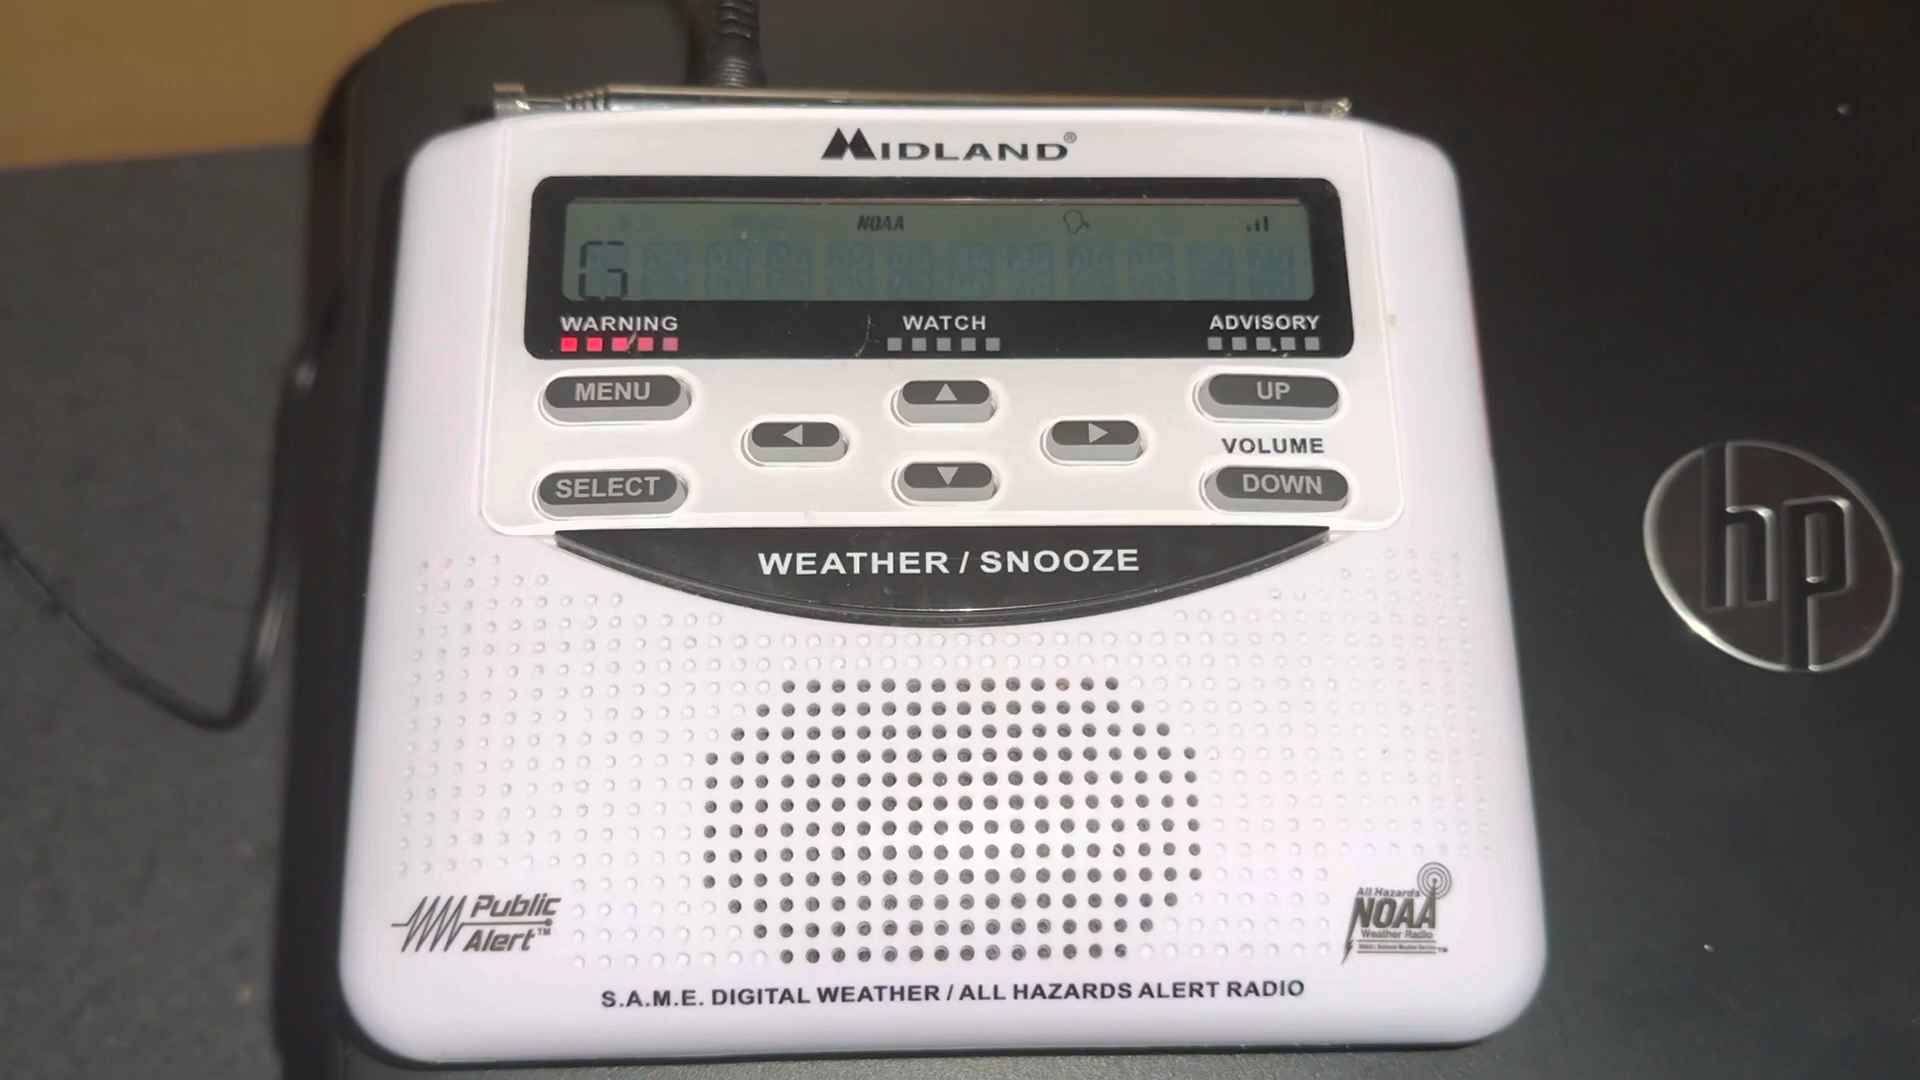 MIDLAND®
NOAA
G
WARNING
WATCH
ADVISORY
MENU
UP
VOLUME
SELECT
DOWN
WEATHER / SNOOZE
Public
Alert™
All Hazards
NOAA
Weather Radio
S.A.M.E. DIGITAL WEATHER / ALL HAZARDS ALERT RADIO
hp